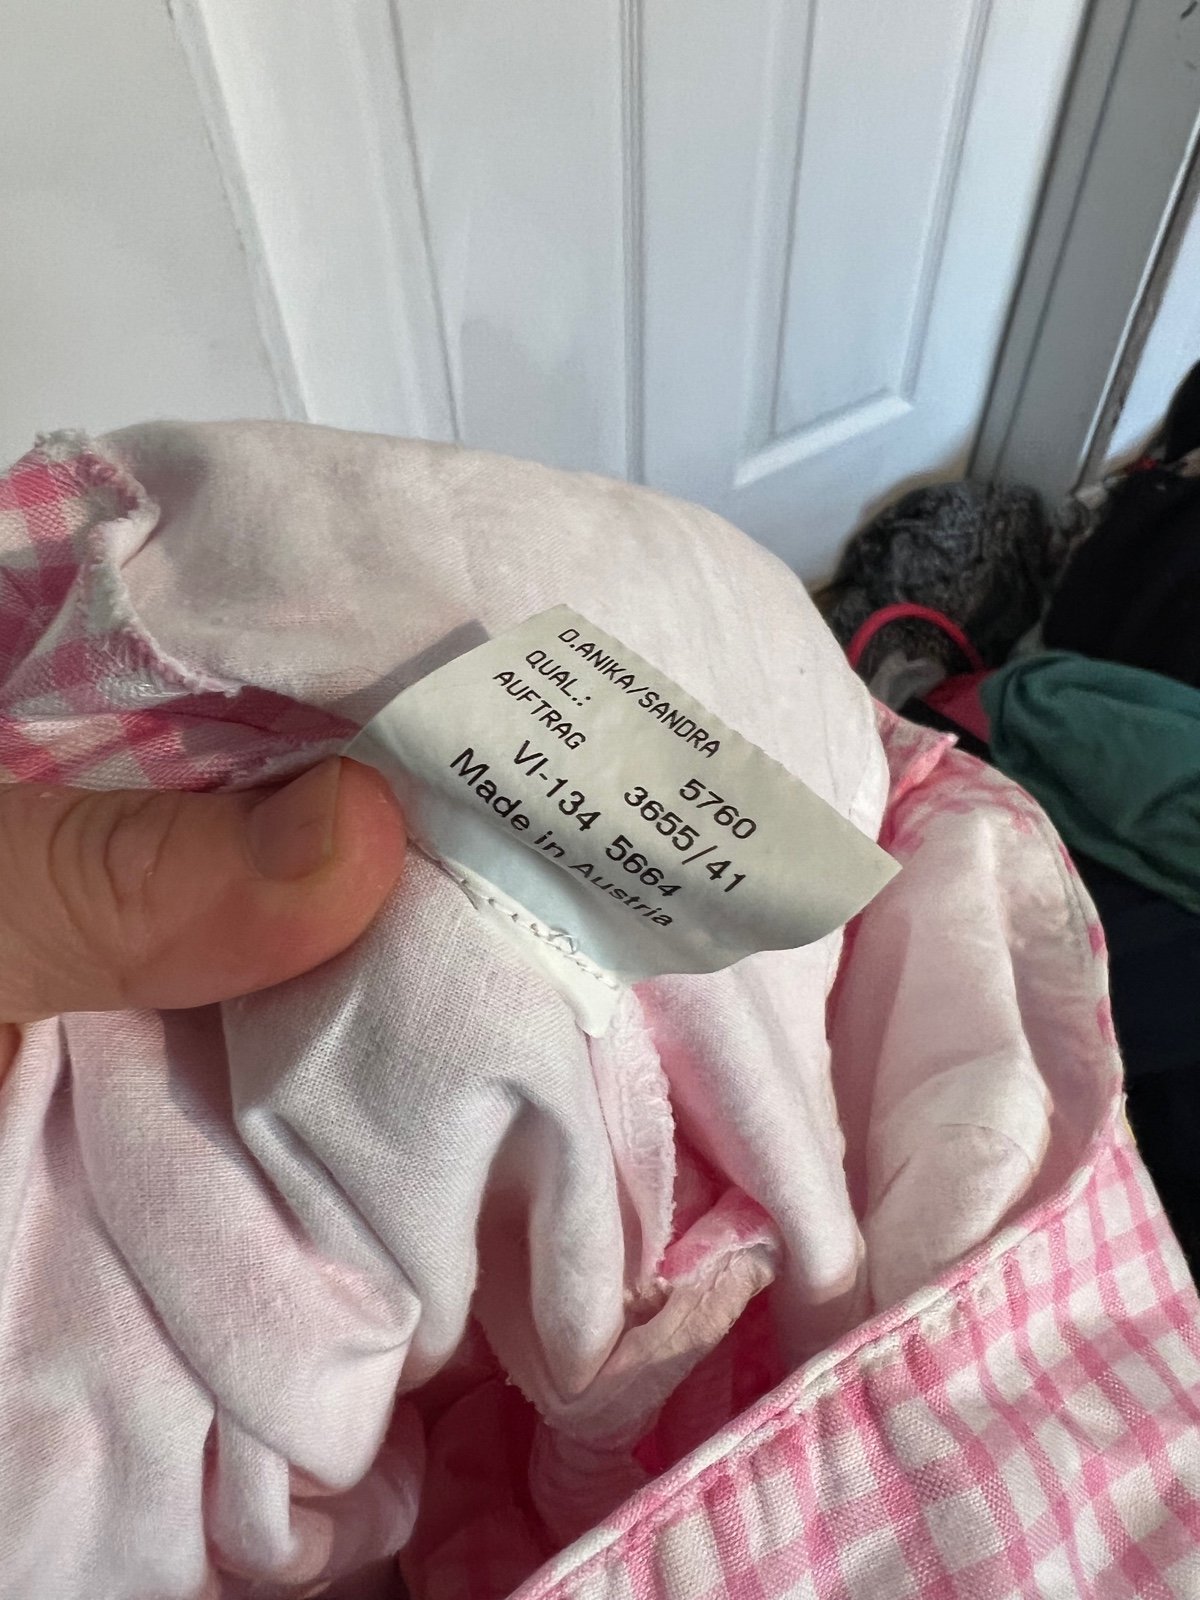 D.ANIKA/SANDRA
QUAL.: 5760
AUFTRAG 3655/41
VI-134 5664
Made in Austria